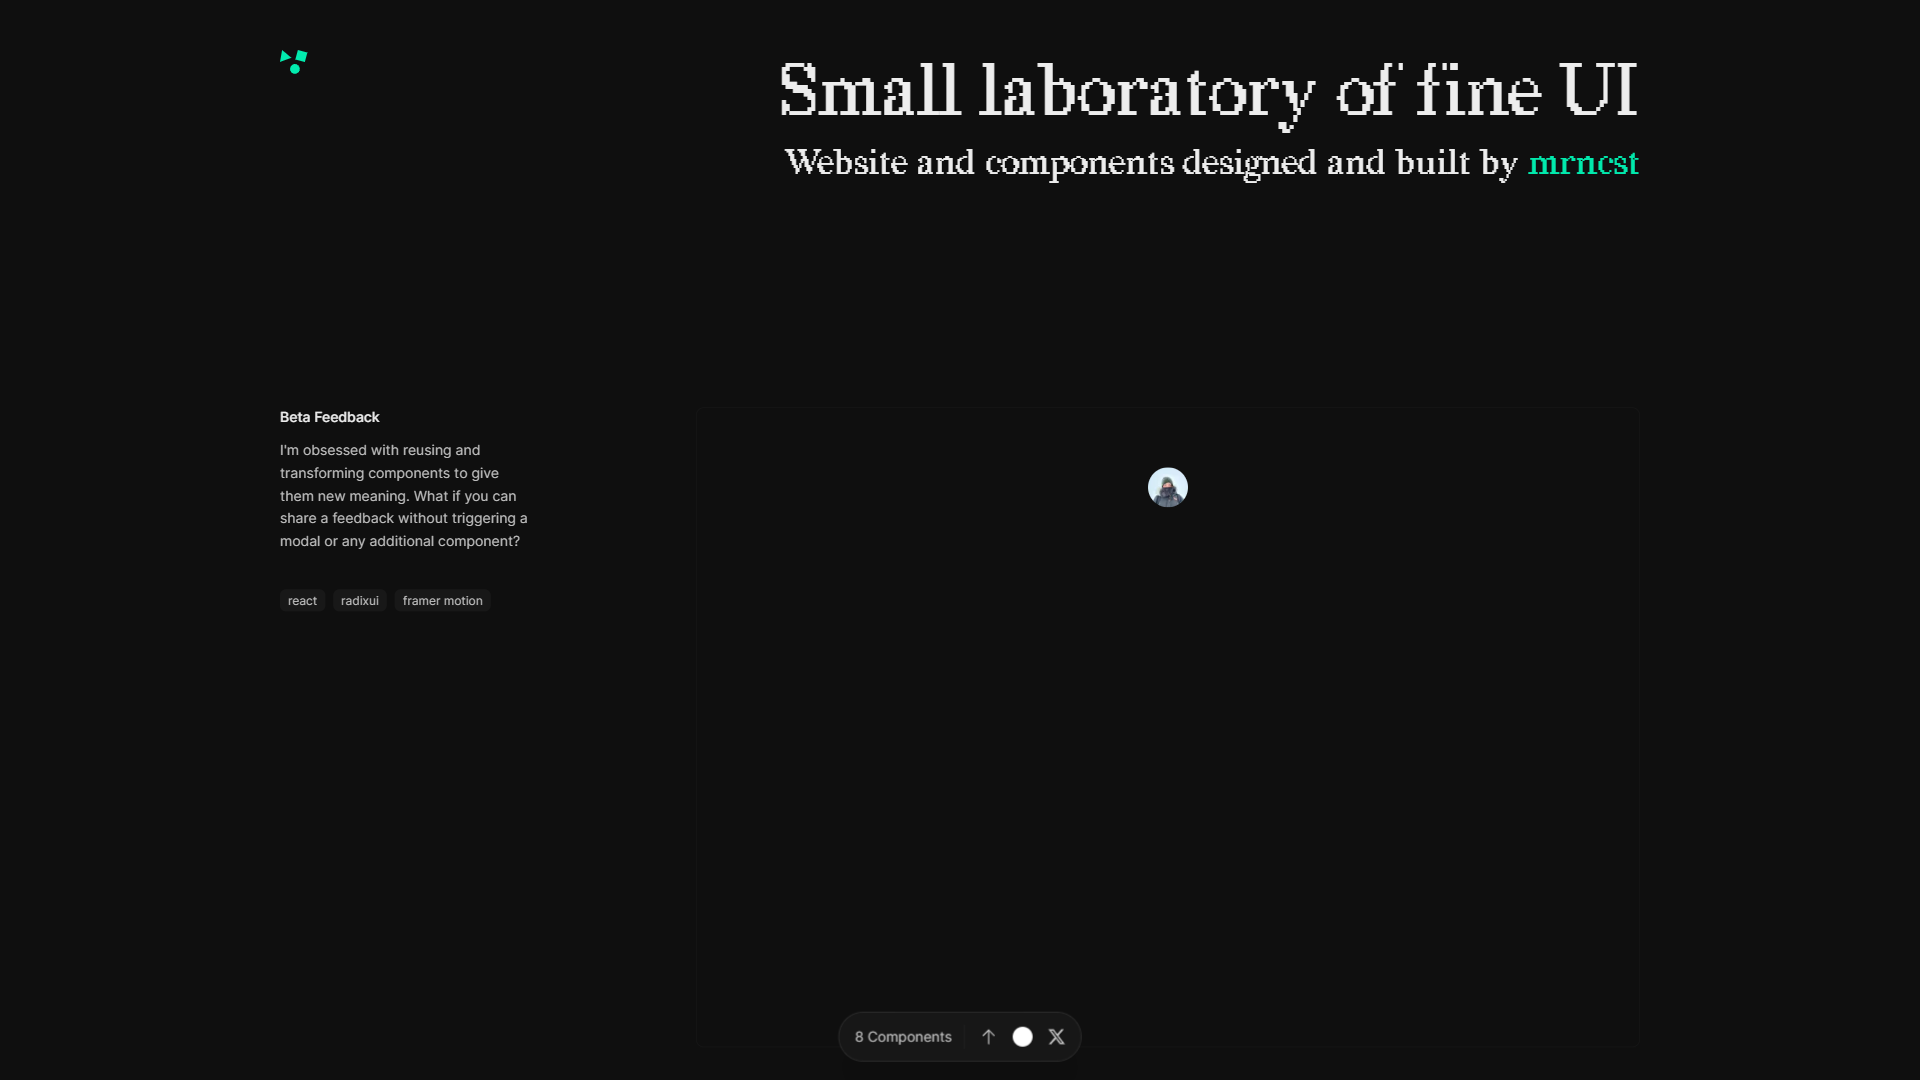 Small laboratory of fine UI
Website and components designed and built by mrncst
Beta Feedback
I'm obsessed with reusing and
transforming components to give
them new meaning. What if you can
share a feedback without triggering a
modal or any additional component?
react radixui framer motion
8 Components